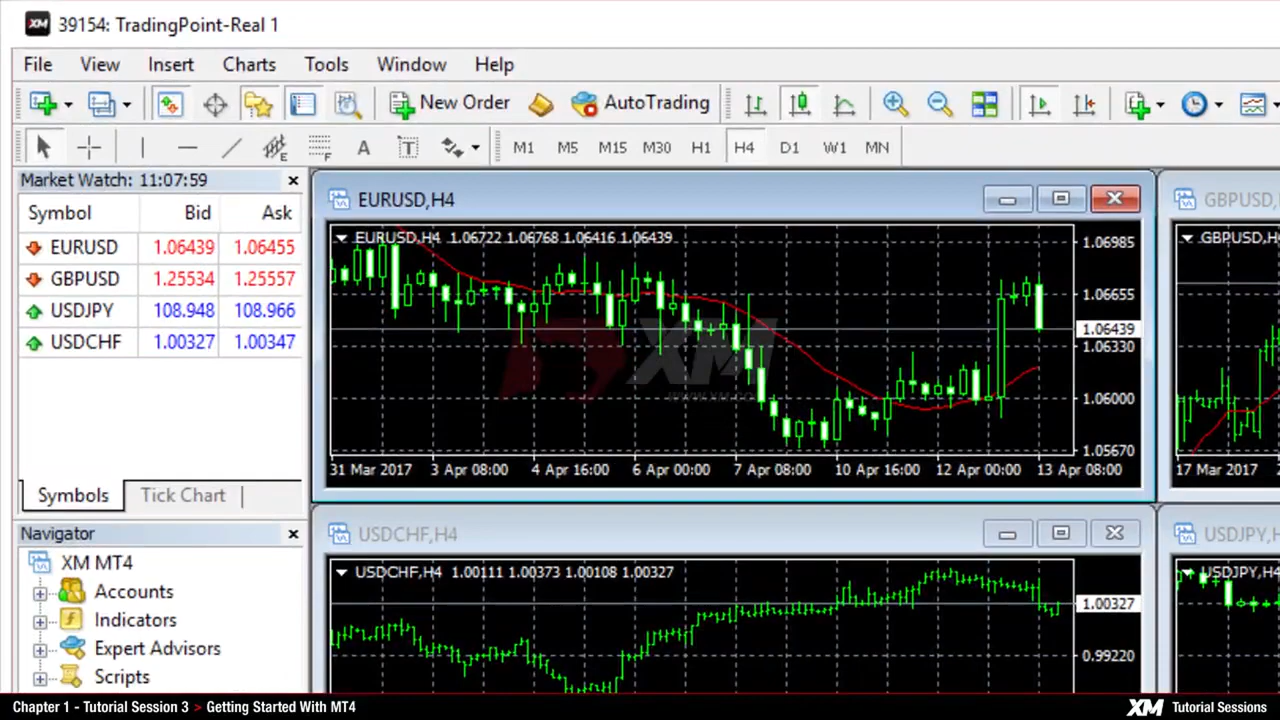 XM 39154: TradingPoint-Real 1
File View Insert Charts Tools Window Help
New Order AutoTrading
E F A T M1 M5 M15 M30 H1 H4 D1 W1 MN
Market Watch: 11:07:59
Symbol Bid Ask
EURUSD 1.06439 1.06455
GBPUSD 1.25534 1.25557
USDJPY 108.948 108.966
USDCHF 1.00327 1.00347
Symbols Tick Chart
Navigator
XM MT4
Accounts
Indicators
Expert Advisors
Scripts
EURUSD,H4
EURUSD,H4 1.06722 1.06768 1.06416 1.06439
1.06985
1.06655
1.06439
1.06330
1.06000
1.05670
XM
31 Mar 2017 3 Apr 08:00 4 Apr 16:00 6 Apr 00:00 7 Apr 08:00 10 Apr 16:00 12 Apr 00:00 13 Apr 08:00
GBPUSD,
GBPUSD,H
17 Mar 2017
USDCHF,H4
USDCHF,H4 1.00111 1.00373 1.00108 1.00327
1.00327
0.99220
USDJPY,H
USDJPY,H4
Chapter 1 - Tutorial Session 3 > Getting Started With MT4
XM Tutorial Sessions